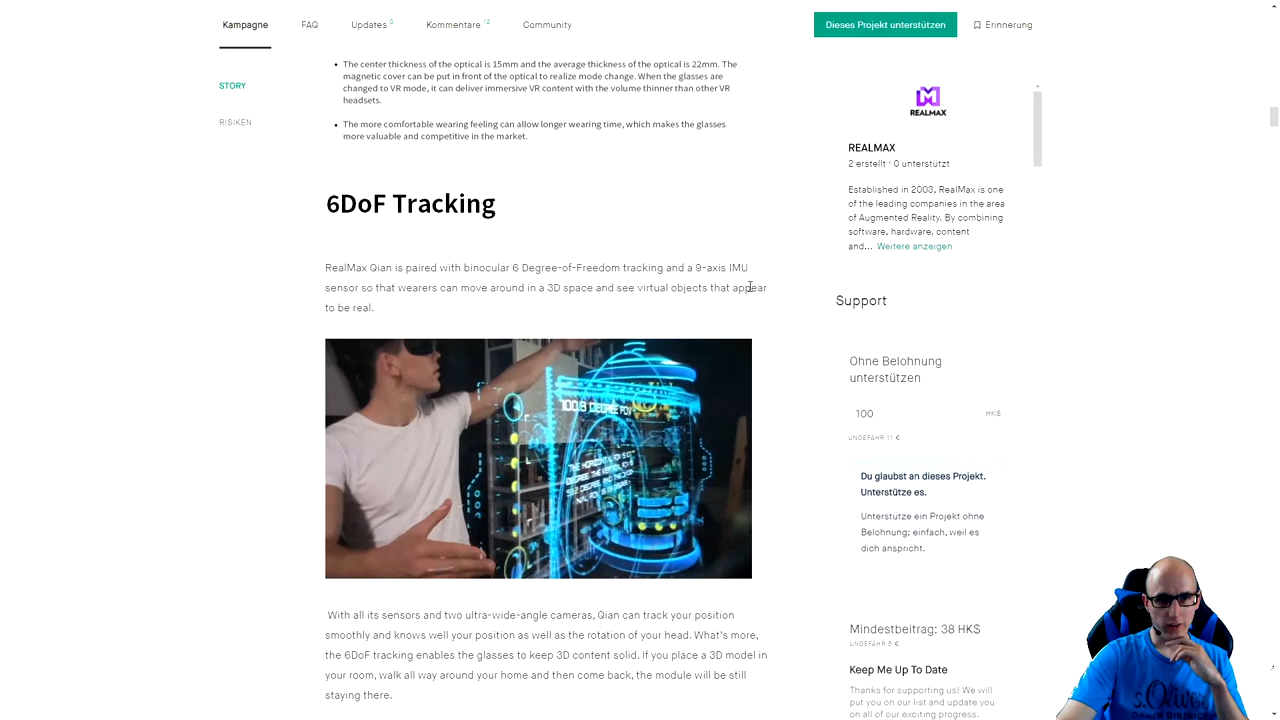 Kampagne
FAQ
Updates 0
Kommentare 12
Community
Dieses Projekt unterstützen
Erinnerung
STORY
RISIKEN
• The center thickness of the optical is 15mm and the average thickness of the optical is 22mm. The
magnetic cover can be put in front of the optical to realize mode change. When the glasses are
changed to VR mode, it can deliver immersive VR content with the volume thinner than other VR
headsets.
• The more comfortable wearing feeling can allow longer wearing time, which makes the glasses
more valuable and competitive in the market.
6DoF Tracking
RealMax Qian is paired with binocular 6 Degree-of-Freedom tracking and a 9-axis IMU
sensor so that wearers can move around in a 3D space and see virtual objects that appear
to be real.
100.8 DEGREE FOV
With all its sensors and two ultra-wide-angle cameras, Qian can track your position
smoothly and knows well your position as well as the rotation of your head. What's more,
the 6DoF tracking enables the glasses to keep 3D content solid. If you place a 3D model in
your room, walk all way around your home and then come back, the module will be still
staying there.
REALMAX
REALMAX
2 erstellt · 0 unterstützt
Established in 2003, RealMax is one
of the leading companies in the area
of Augmented Reality. By combining
software, hardware, content
and... Weitere anzeigen
Support
Ohne Belohnung
unterstützen
100
HK$
UNGEFÄHR 11 €
Du glaubst an dieses Projekt.
Unterstütze es.
Unterstütze ein Projekt ohne
Belohnung; einfach, weil es
dich anspricht.
Mindestbeitrag: 38 HK$
UNGEFÄHR 5 €
Keep Me Up To Date
Thanks for supporting us! We will
put you on our list and update you
on all of our exciting progress.
s.Oliver